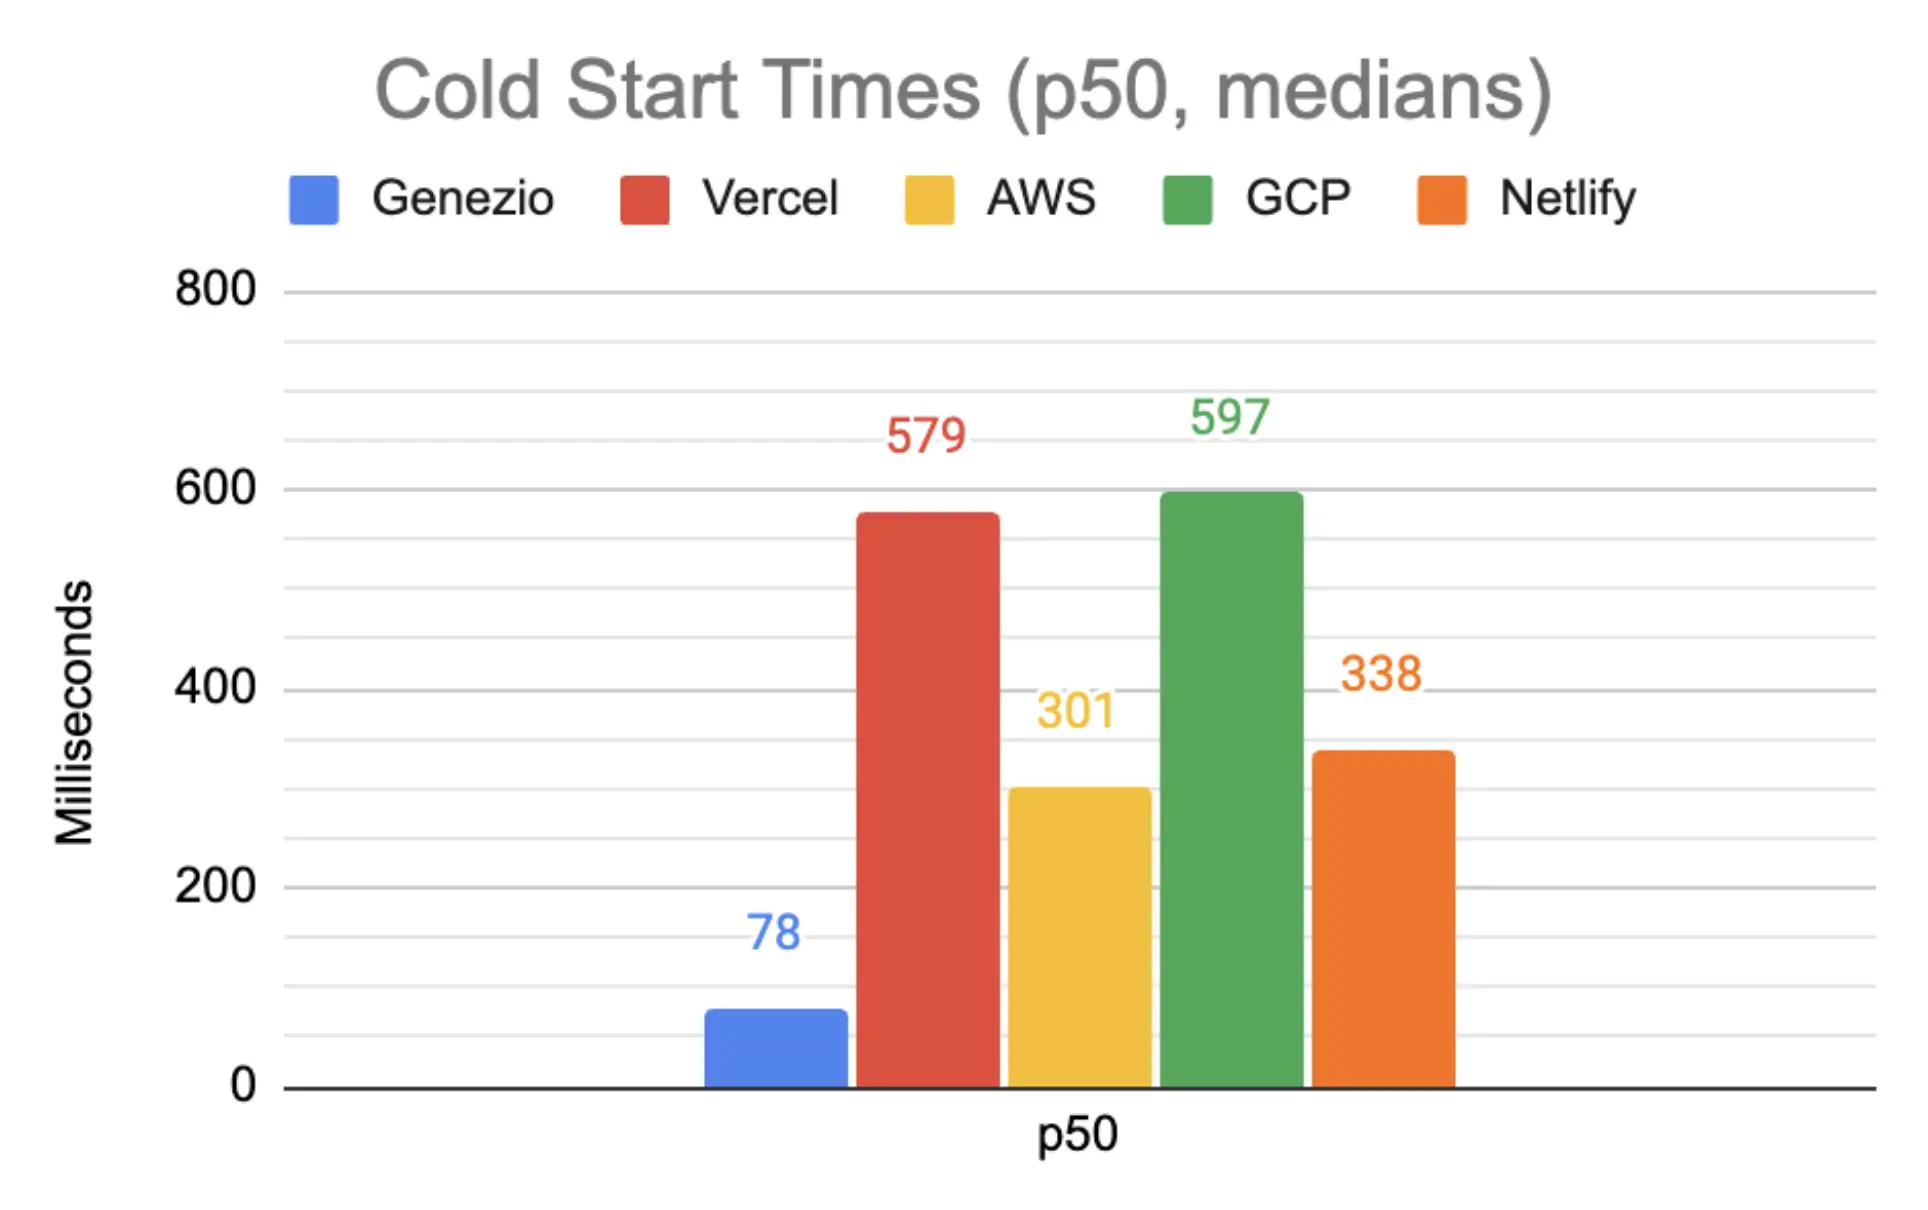 Cold Start Times (p50, medians)
Genezio Vercel AWS GCP Netlify
800
600
400
200
0
Milliseconds
78
579
301
597
338
p50